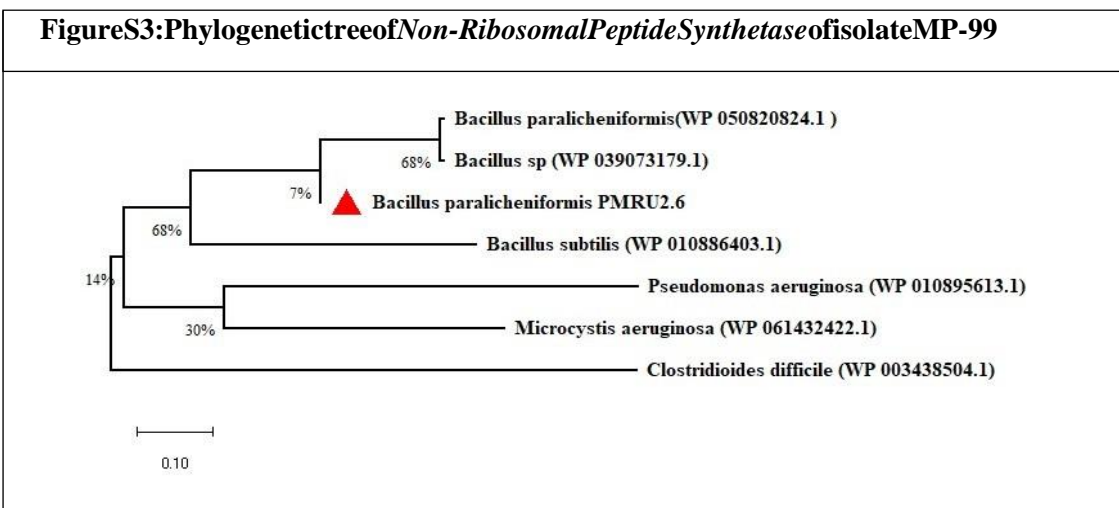 FigureS3:PhylogenetictreeofNon-RibosomalPeptideSynthetaseofisolateMP-99
Bacillus paralicheniformis(WP 050820824.1 )
68%
Bacillus sp (WP 039073179.1)
7%
Bacillus paralicheniformis PMRU2.6
68%
Bacillus subtilis (WP 010886403.1)
14%
Pseudomonas aeruginosa (WP 010895613.1)
30%
Microcystis aeruginosa (WP 061432422.1)
Clostridioides difficile (WP 003438504.1)
0.10